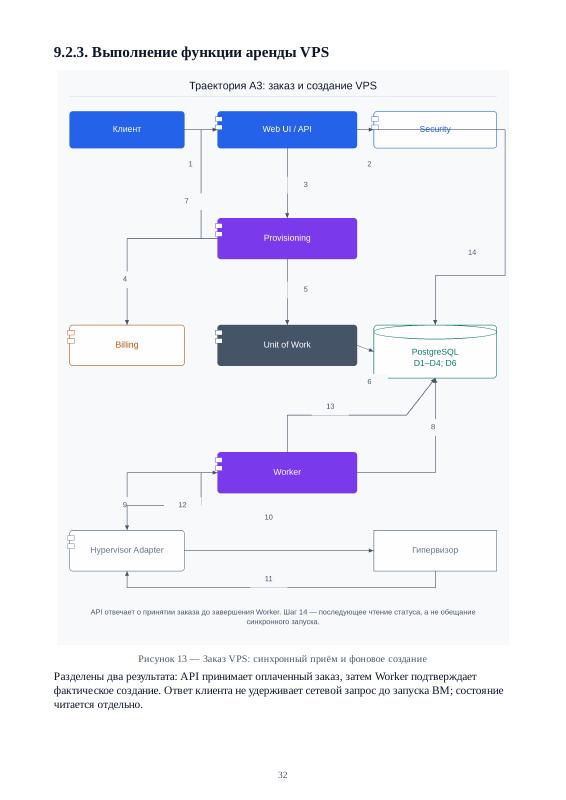 9.2.3. Выполнение функции аренды VPS
Траектория А3: заказ и создание VPS
Клиент
Web UI / API
Security
1
2
3
7
Provisioning
14
4
5
Billing
Unit of Work
PostgreSQL
D1–D4; D6
6
13
8
Worker
9
12
10
Hypervisor Adapter
Гипервизор
11
API отвечает о принятии заказа до завершения Worker. Шаг 14 — последующее чтение статуса, а не обещание
синхронного запуска.
Рисунок 13 — Заказ VPS: синхронный приём и фоновое создание
Разделены два результата: API принимает оплаченный заказ, затем Worker подтверждает
фактическое создание. Ответ клиента не удерживает сетевой запрос до запуска ВМ; состояние
читается отдельно.
32